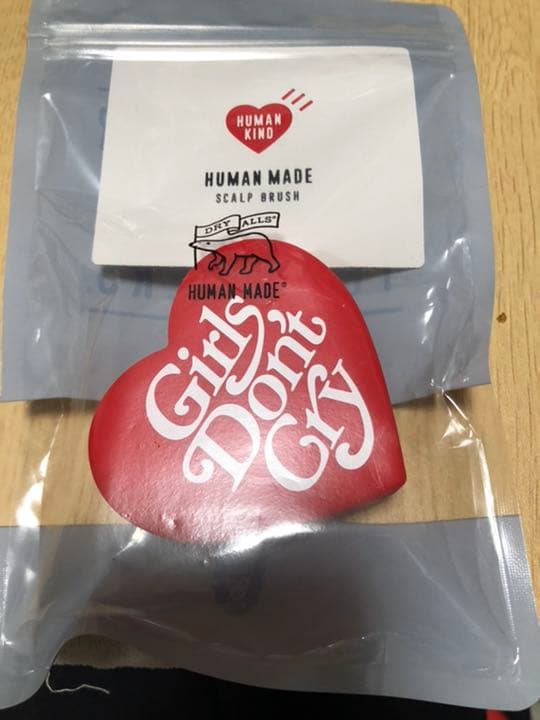 HUMAN
KIND
HUMAN MADE
SCALP BRUSH
DRY ALLS®
HUMAN MADE®
Girls
Don't
Cry